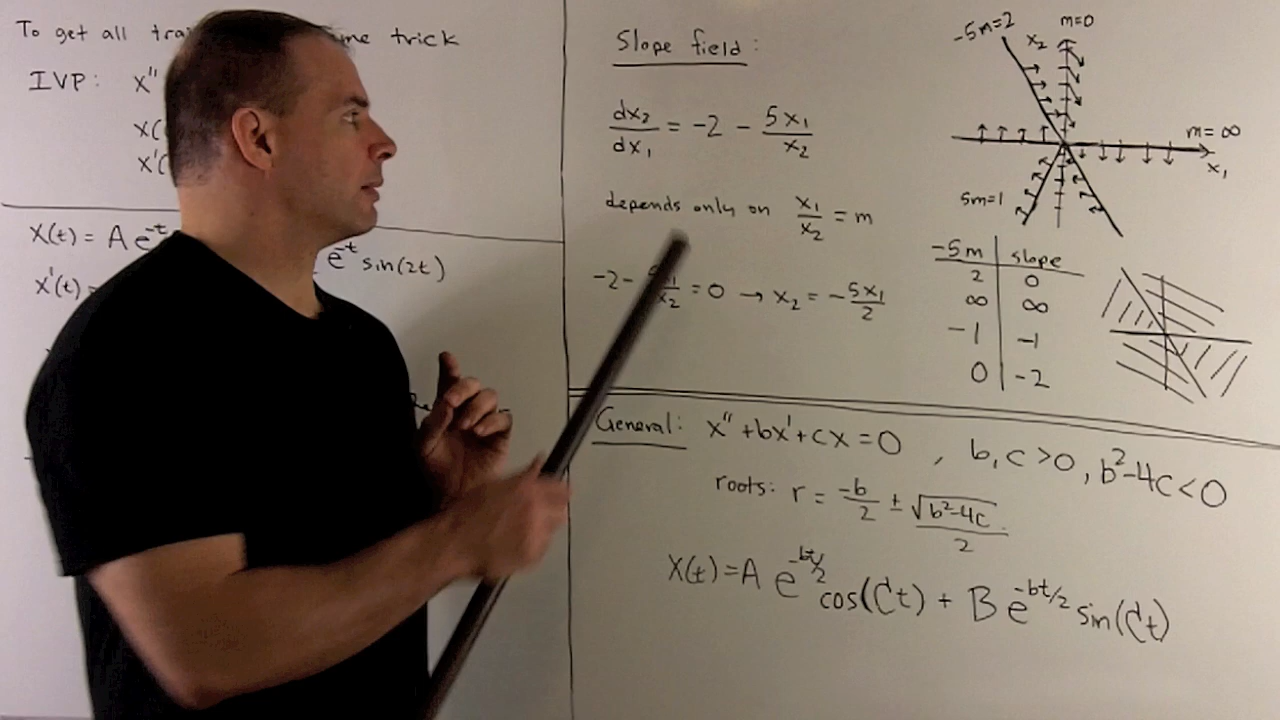 To get all me trick
IVP: x''
x(
x'(
x(t) = A e^-t e^-t sin(2t)
x'(t) =
Slope field:
dx₂/dx₁ = -2 - 5x₁/x₂
depends only on x₁/x₂ = m
-2- 5x₁/x₂ = 0 → x₂ = -5x₁/2
-5m=2
m=0
x₂
m=∞
x₁
5m=1
-5m slope
2 0
∞ ∞
-1 -1
0 -2
General: x''+bx'+cx=0, b,c>0, b²-4c<0
roots: r = -b/2 ± √(b²-4c)/2
x(t)=A e^-bt/2 cos(Ct) + B e^-bt/2 sin(Ct)